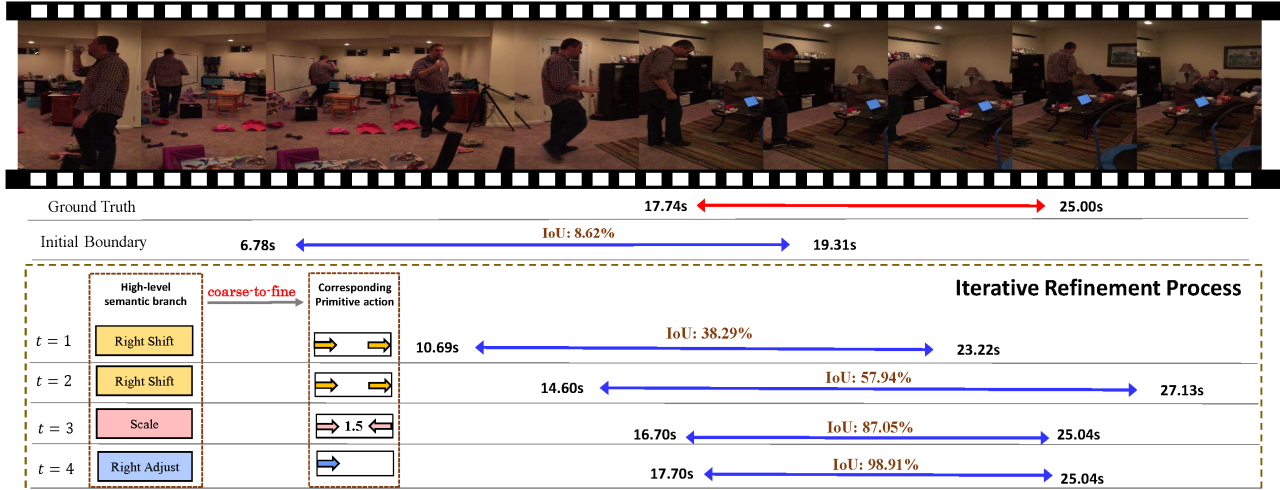 Ground Truth 17.74s 25.00s
Initial Boundary 6.78s IoU: 8.62% 19.31s
High-level
semantic branch
coarse-to-fine
Corresponding
Primitive action
Iterative Refinement Process
t = 1 Right Shift 10.69s IoU: 38.29% 23.22s
t = 2 Right Shift 14.60s IoU: 57.94% 27.13s
t = 3 Scale 1.5 16.70s IoU: 87.05% 25.04s
t = 4 Right Adjust 17.70s IoU: 98.91% 25.04s